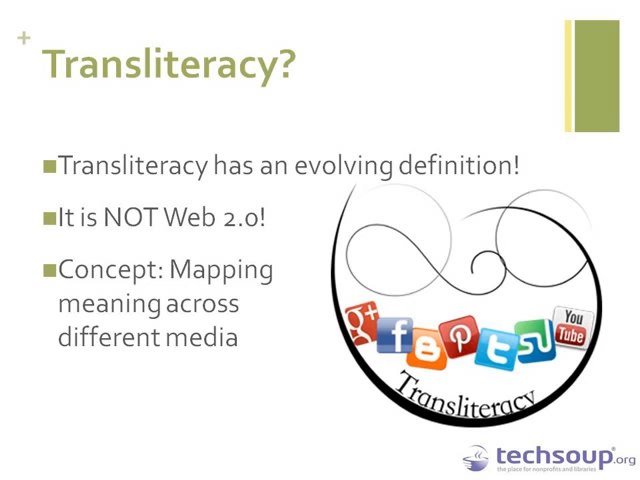 +
Transliteracy?
Transliteracy has an evolving definition!
It is NOT Web 2.0!
Concept: Mapping
meaning across
different media
g+
f
B
P
t
su
You
Tube
Transliteracy
techsoup.org
the place for nonprofits and libraries